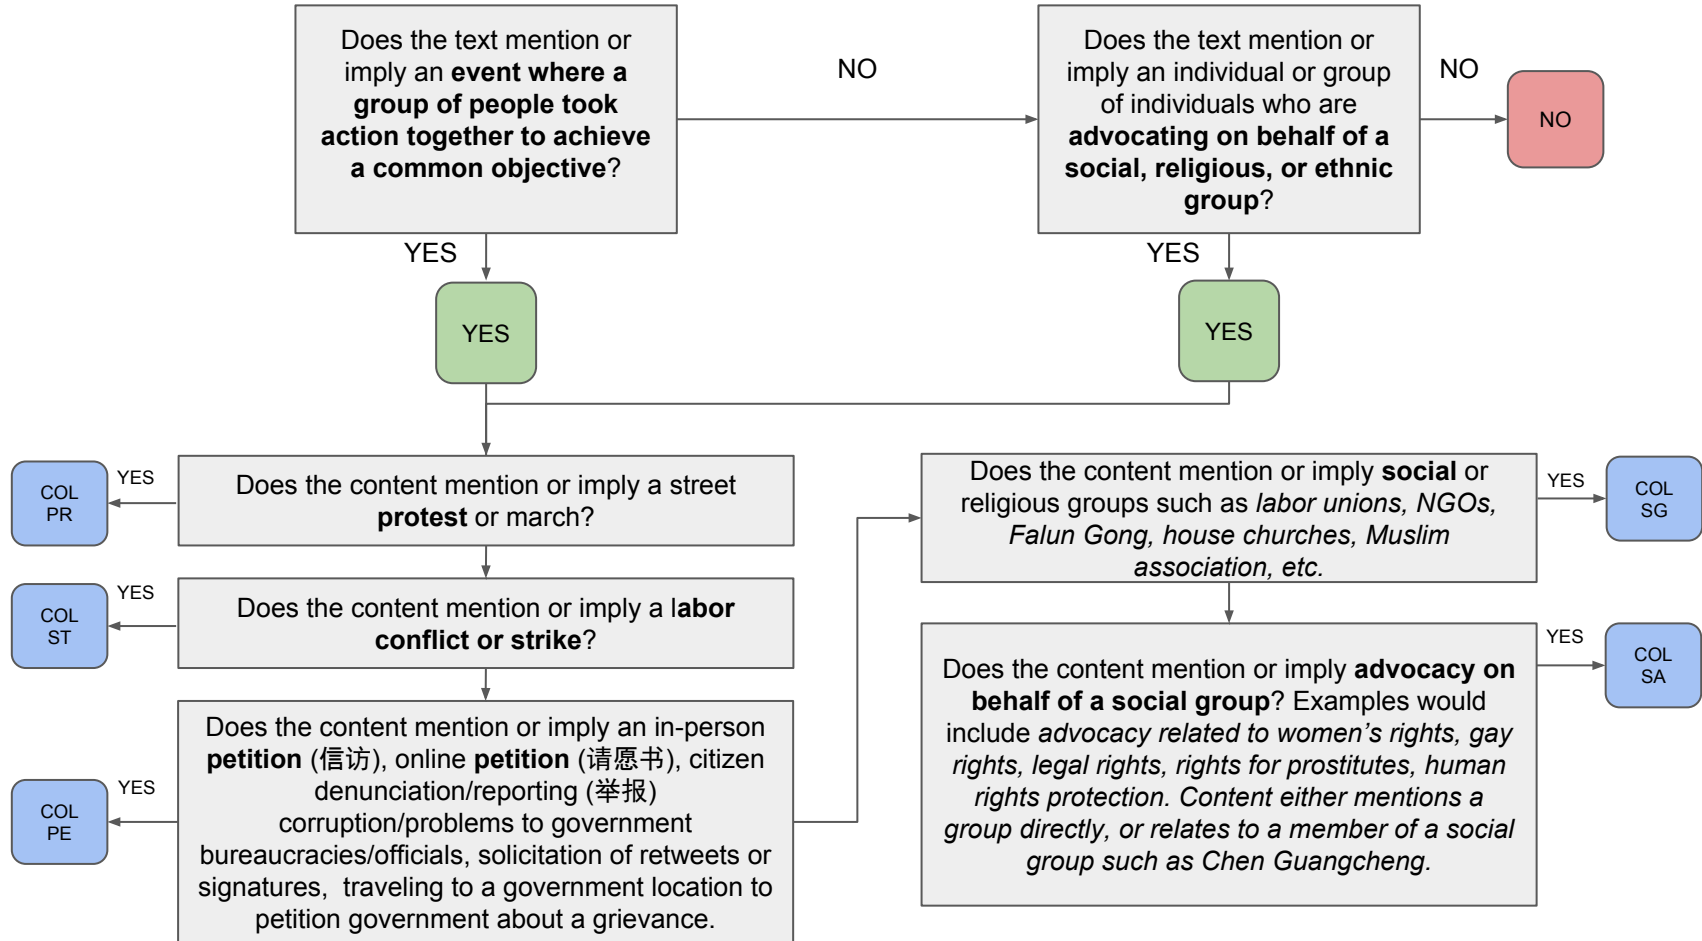 Does the text mention or
imply an event where a
group of people took
action together to achieve
a common objective?
NO
Does the text mention or
imply an individual or group
of individuals who are
advocating on behalf of a
social, religious, or ethnic
group?
NO
NO
YES
YES
YES
YES
COL
PR
YES
Does the content mention or imply a street
protest or march?
COL
ST
YES
Does the content mention or imply a labor
conflict or strike?
COL
PE
YES
Does the content mention or imply an in-person
petition (信访), online petition (请愿书), citizen
denunciation/reporting (举报)
corruption/problems to government
bureaucracies/officials, solicitation of retweets or
signatures, traveling to a government location to
petition government about a grievance.
Does the content mention or imply social or
religious groups such as labor unions, NGOs,
Falun Gong, house churches, Muslim
association, etc.
YES
COL
SG
Does the content mention or imply advocacy on
behalf of a social group? Examples would
include advocacy related to women's rights, gay
rights, legal rights, rights for prostitutes, human
rights protection. Content either mentions a
group directly, or relates to a member of a social
group such as Chen Guangcheng.
YES
COL
SA